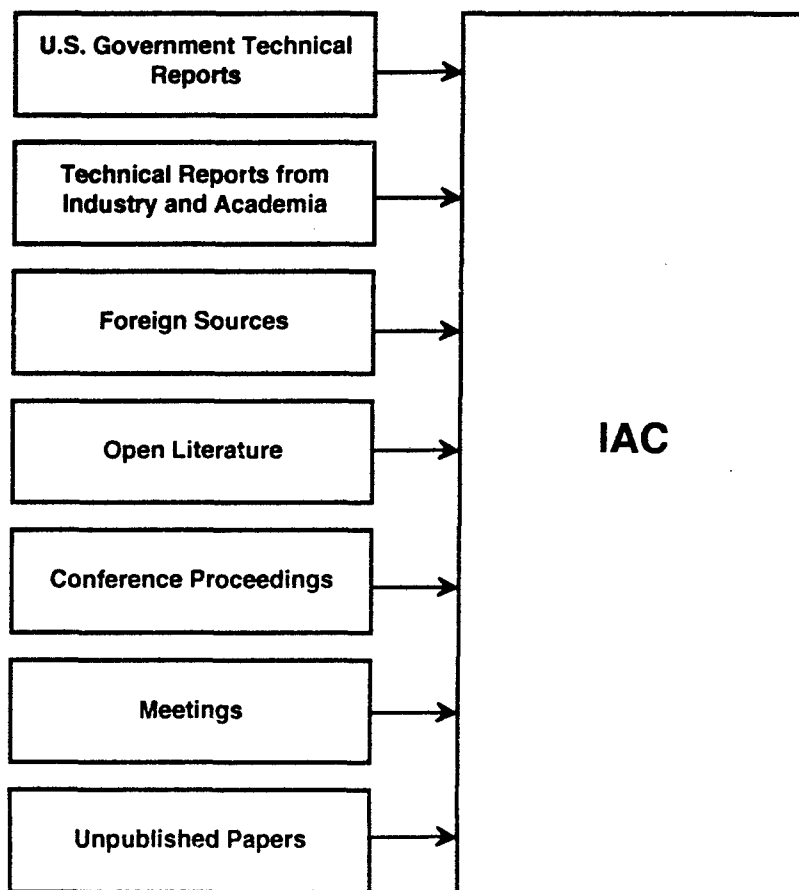 U.S. Government Technical
Reports
Technical Reports from
Industry and Academia
Foreign Sources
Open Literature
Conference Proceedings
Meetings
Unpublished Papers
IAC